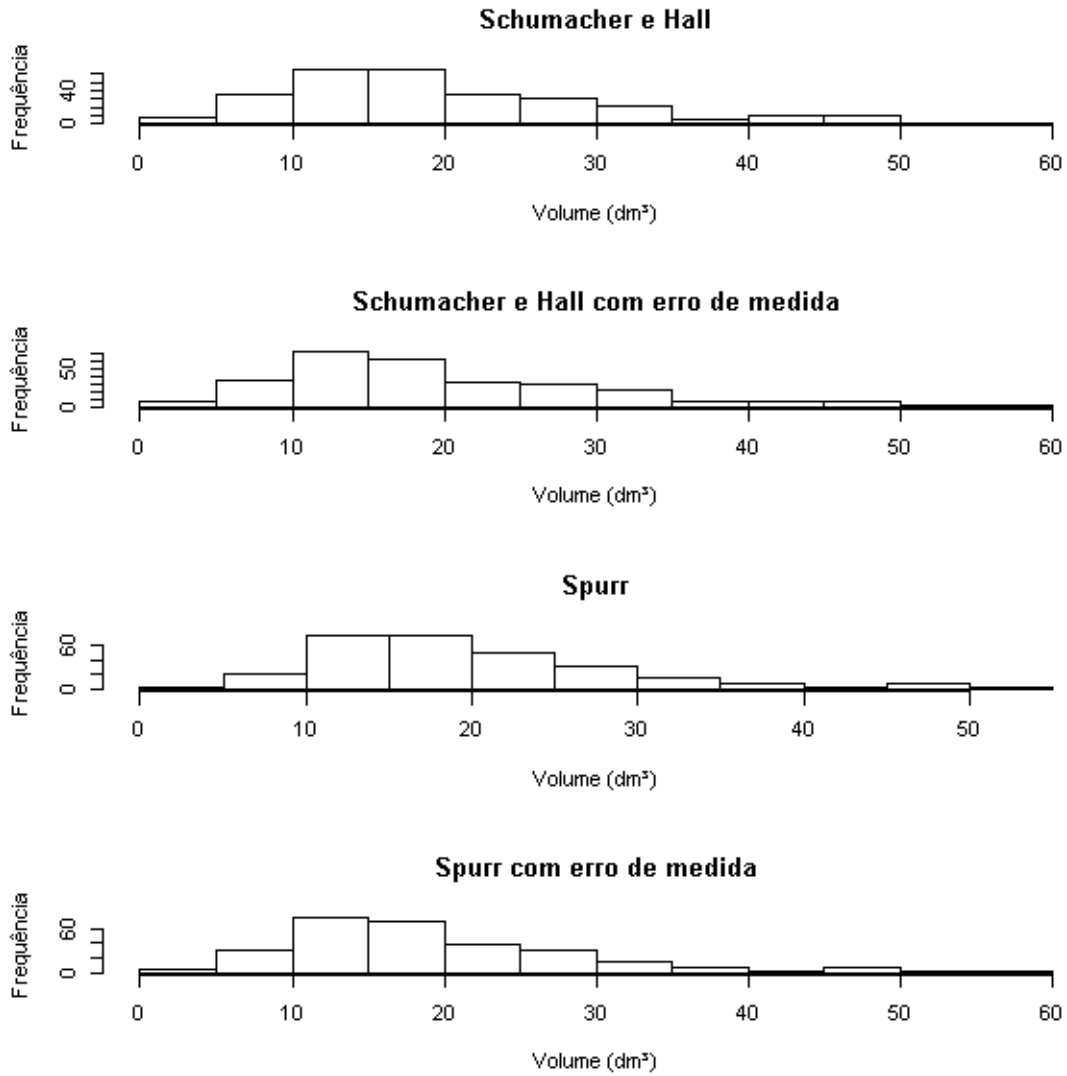 Schumacher e Hall
Frequência
40
0
0 10 20 30 40 50 60
Volume (dm³)
Schumacher e Hall com erro de medida
Frequência
50
0
0 10 20 30 40 50 60
Volume (dm³)
Spurr
Frequência
60
0
0 10 20 30 40 50
Volume (dm³)
Spurr com erro de medida
Frequência
60
0
0 10 20 30 40 50 60
Volume (dm³)